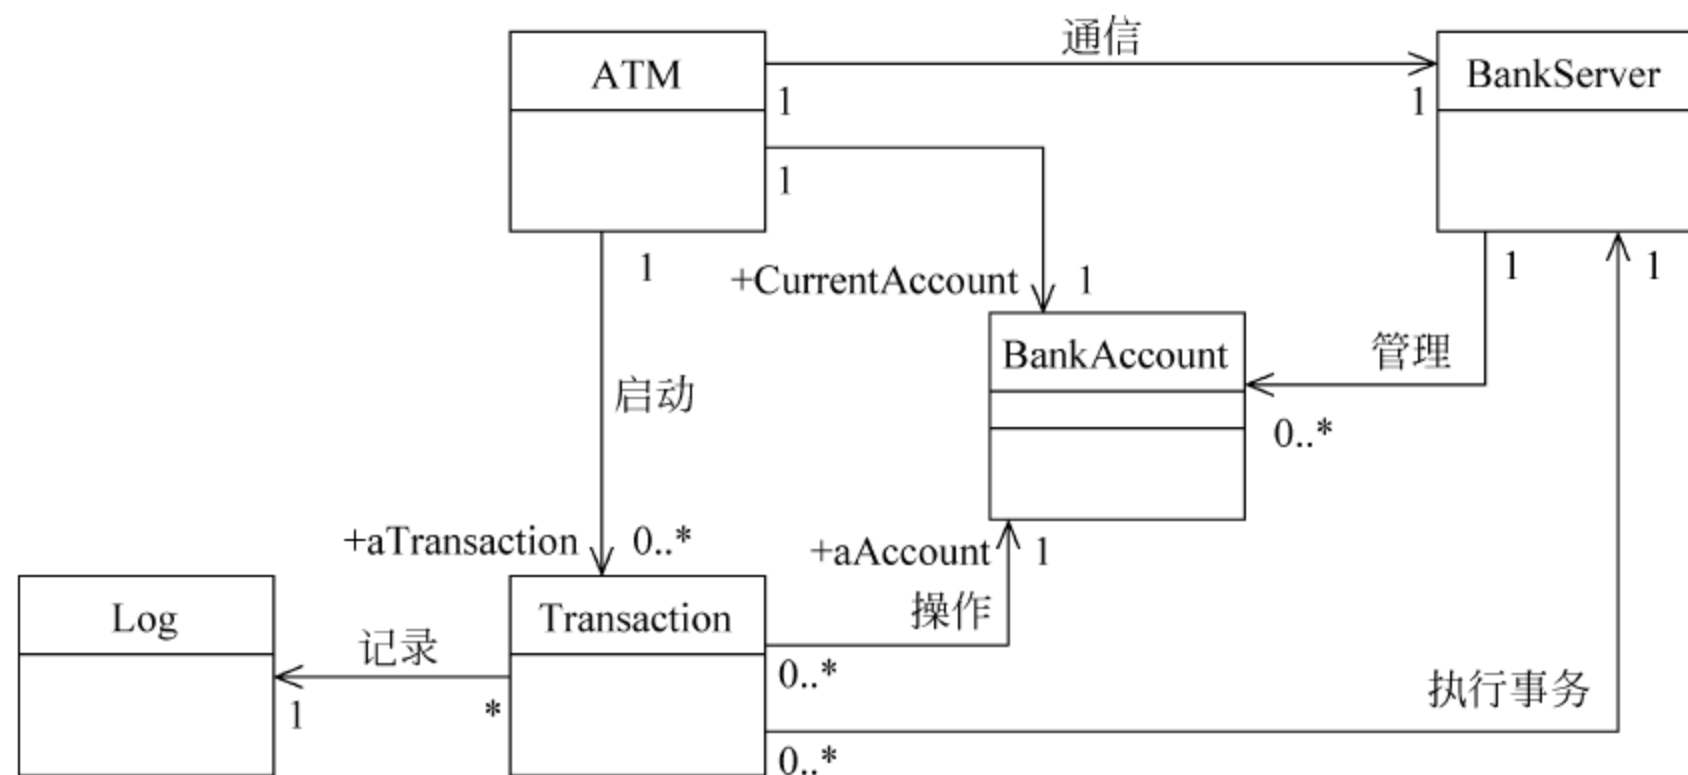 通信
ATM
BankServer
1
1
1
1
+CurrentAccount
1
1
1
BankAccount
管理
启动
0..*
+aTransaction
0..*
+aAccount
1
操作
Log
Transaction
记录
0..*
1
*
执行事务
0..*